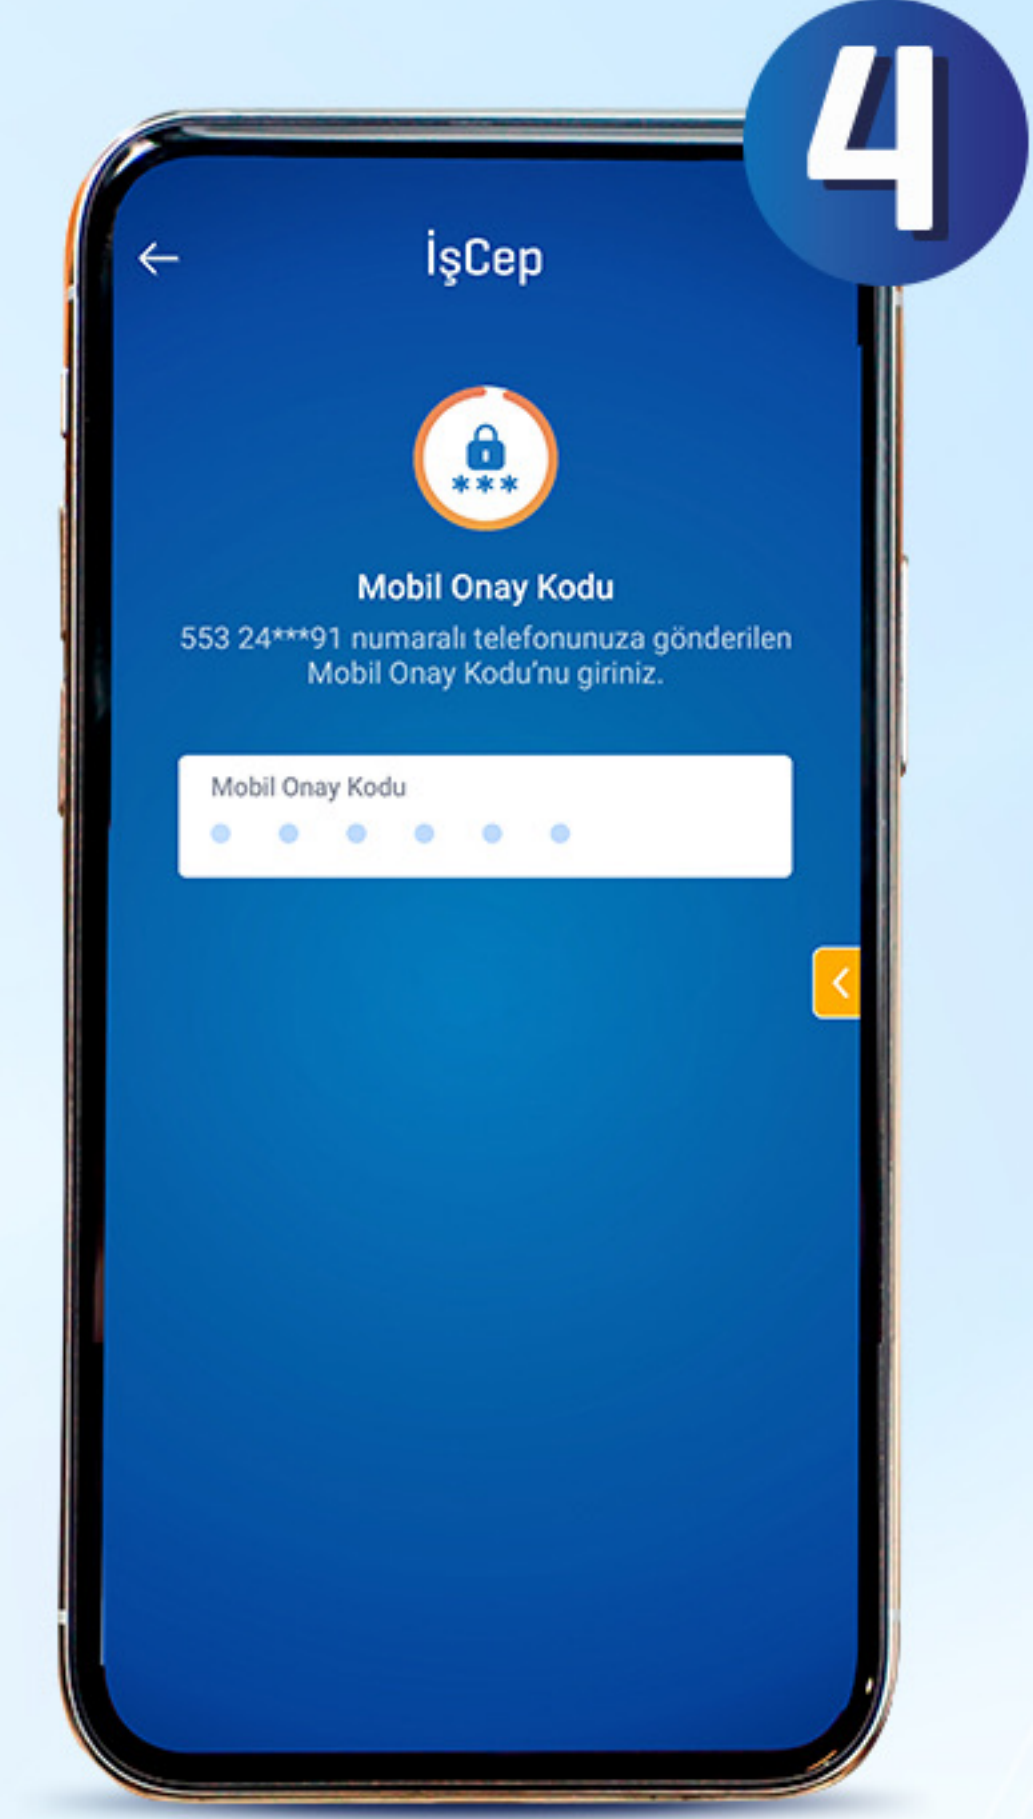 4
İşCep
***
Mobil Onay Kodu
553 24***91 numaralı telefonunuza gönderilen
Mobil Onay Kodu’nu giriniz.
Mobil Onay Kodu